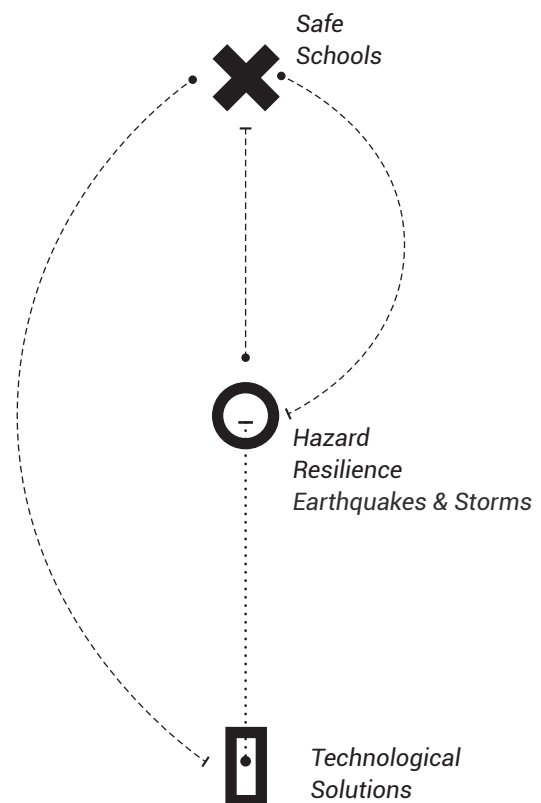 Safe
Schools
Hazard
Resilience
Earthquakes & Storms
Technological
Solutions